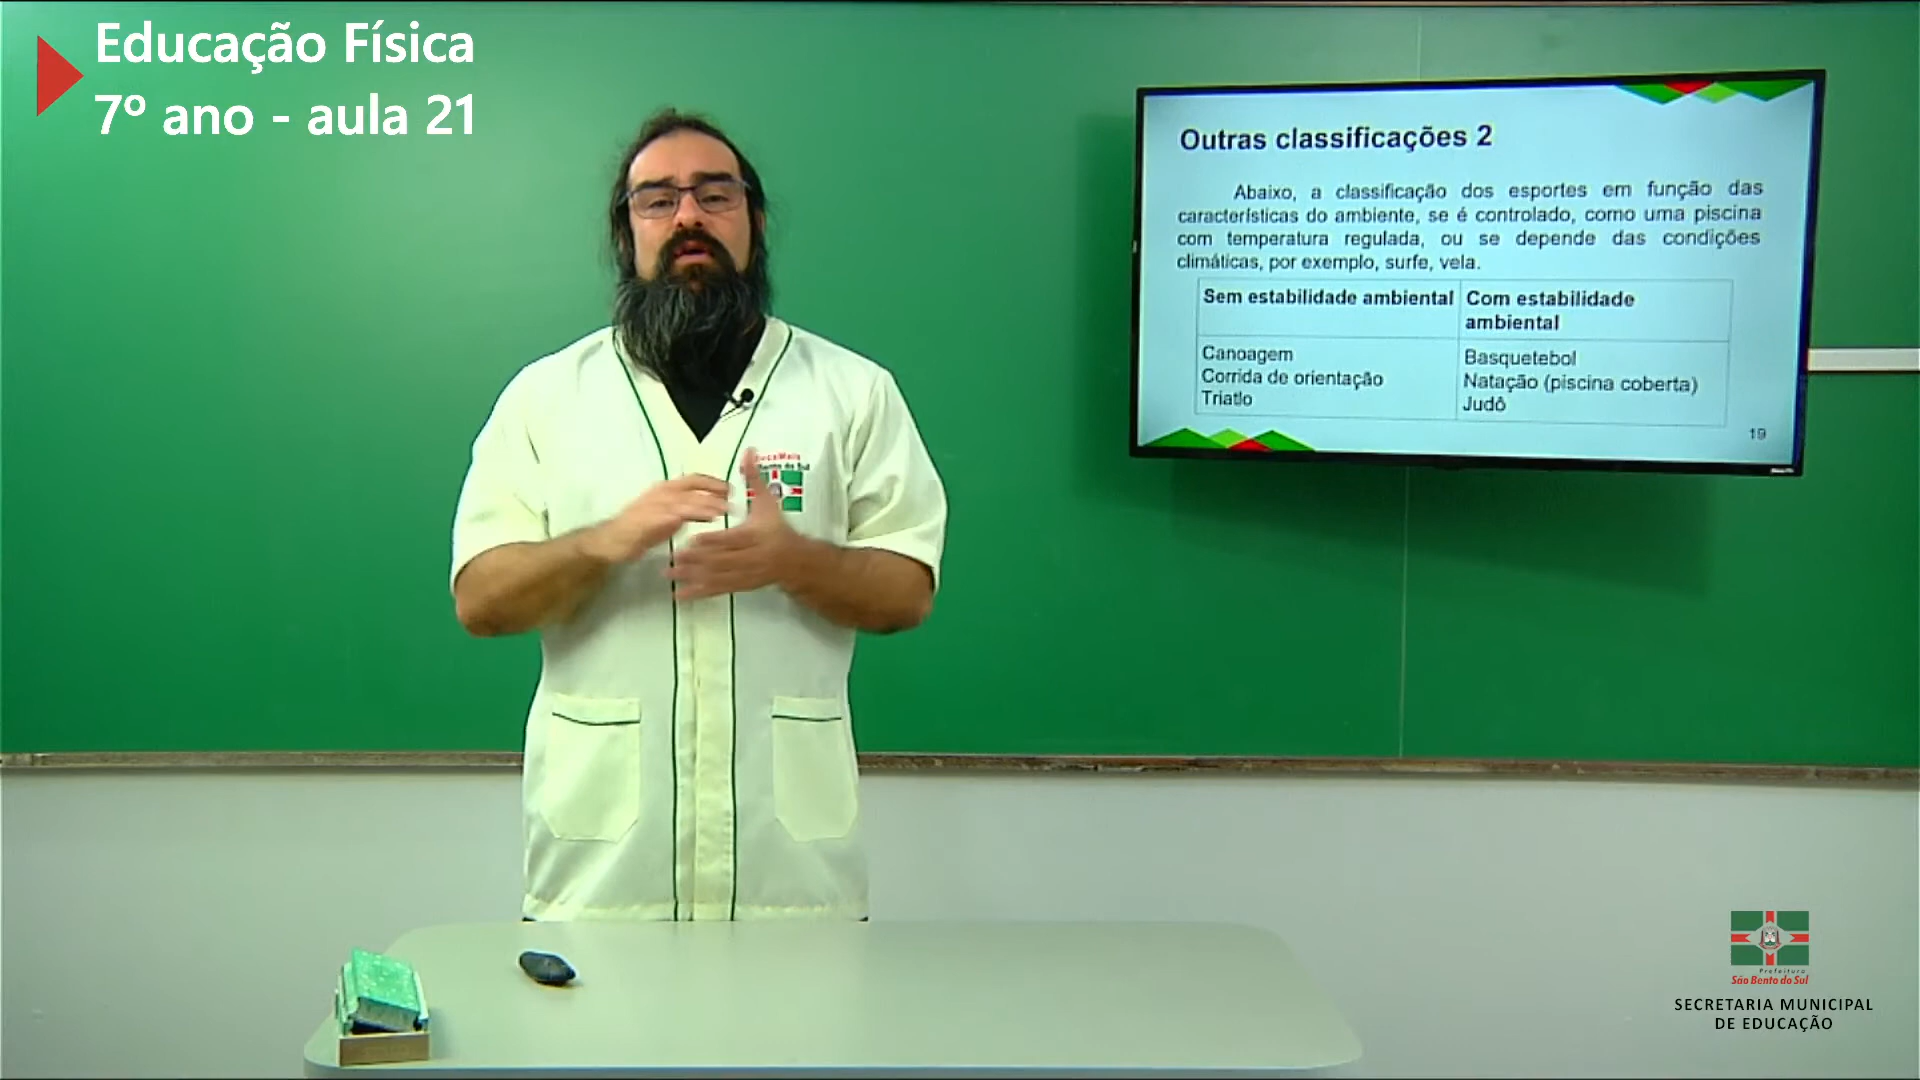 Educação Física
7º ano - aula 21
Outras classificações 2
Abaixo, a classificação dos esportes em função das
características do ambiente, se é controlado, como uma piscina
com temperatura regulada, ou se depende das condições
climáticas, por exemplo, surfe, vela.
Sem estabilidade ambiental
Com estabilidade
ambiental
Canoagem
Corrida de orientação
Triatlo
Basquetebol
Natação (piscina coberta)
Judô
19
Prefeitura
São Bento do Sul
SECRETARIA MUNICIPAL
DE EDUCAÇÃO